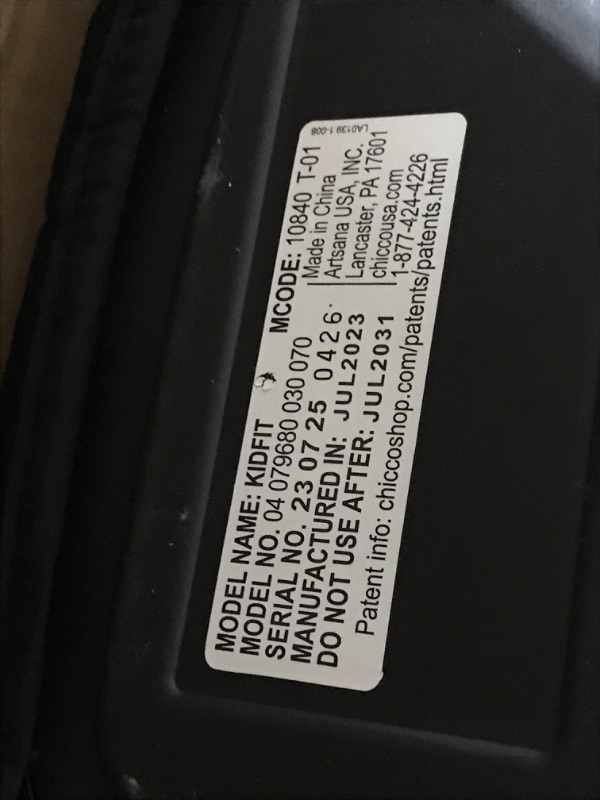 MODEL NAME: KIDFIT
MODEL NO. 04 079680 030 070
SERIAL NO. 23 07 25 0426
MANUFACTURED IN: JUL2023
DO NOT USE AFTER: JUL2031
Patent info: chiccoshop.com/patents/patents.html
MCODE: 10840 T-01
Made in China
Artsana USA, INC.
Lancaster, PA 17601
chiccousa.com
1-877-424-4226
LA0139.1-008